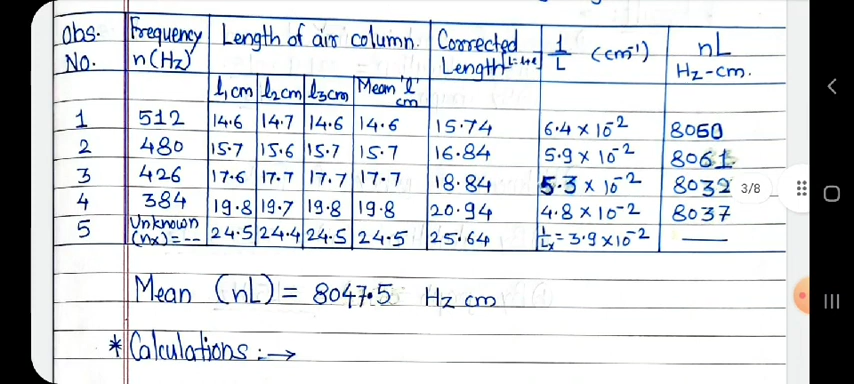 Obs. Frequency Length of air column. Corrected 1/L (cm⁻¹) nL
No. n(Hz) Length [L=l+e] Hz-cm.
l₁cm l₂cm l₃cm Mean 'l' cm
1 512 14.6 14.7 14.6 14.6 15.74 6.4 × 10⁻² 8050
2 480 15.7 15.6 15.7 15.7 16.84 5.9 × 10⁻² 8061
3 426 17.6 17.7 17.7 17.7 18.84 5.3 × 10⁻² 8032 3/8
4 384 19.8 19.7 19.8 19.8 20.94 4.8 × 10⁻² 8037
5 Unknown (nx)=-- 24.5 24.4 24.5 24.5 25.64 1/Lx = 3.9 × 10⁻² —
Mean (nL) = 8047.5 Hz cm
* Calculations :→